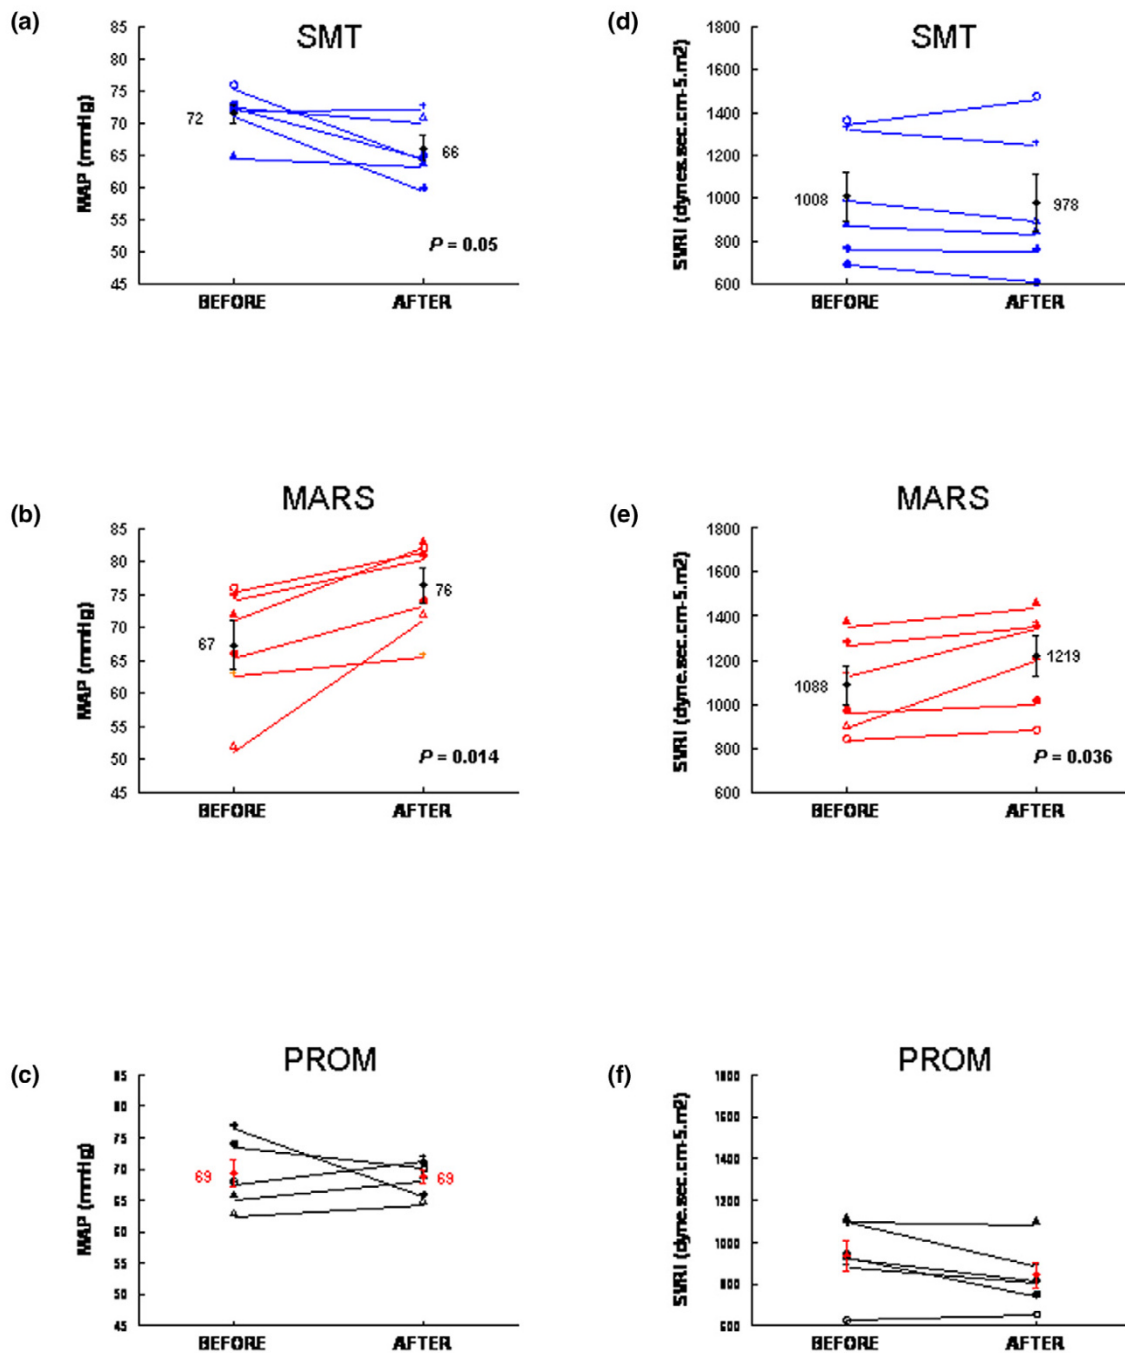 (a)
SMT
MAP (mmHg)
85
80
75
70
65
60
55
50
45
72
66
P = 0.05
BEFORE
AFTER
(d)
SMT
SVRI (dynes.sec.cm-5.m2)
1800
1600
1400
1200
1000
800
600
1008
978
BEFORE
AFTER
(b)
MARS
MAP (mmHg)
85
80
75
70
65
60
55
50
45
67
76
P = 0.014
BEFORE
AFTER
(e)
MARS
SVRI (dyne.sec.cm-5.m2)
1800
1600
1400
1200
1000
800
600
1088
1219
P = 0.036
BEFORE
AFTER
(c)
PROM
MAP (mmHg)
85
80
75
70
65
60
55
50
45
69
69
BEFORE
AFTER
(f)
PROM
SVRI (dyne.sec.cm-5.m2)
1800
1600
1400
1200
1000
800
600
BEFORE
AFTER